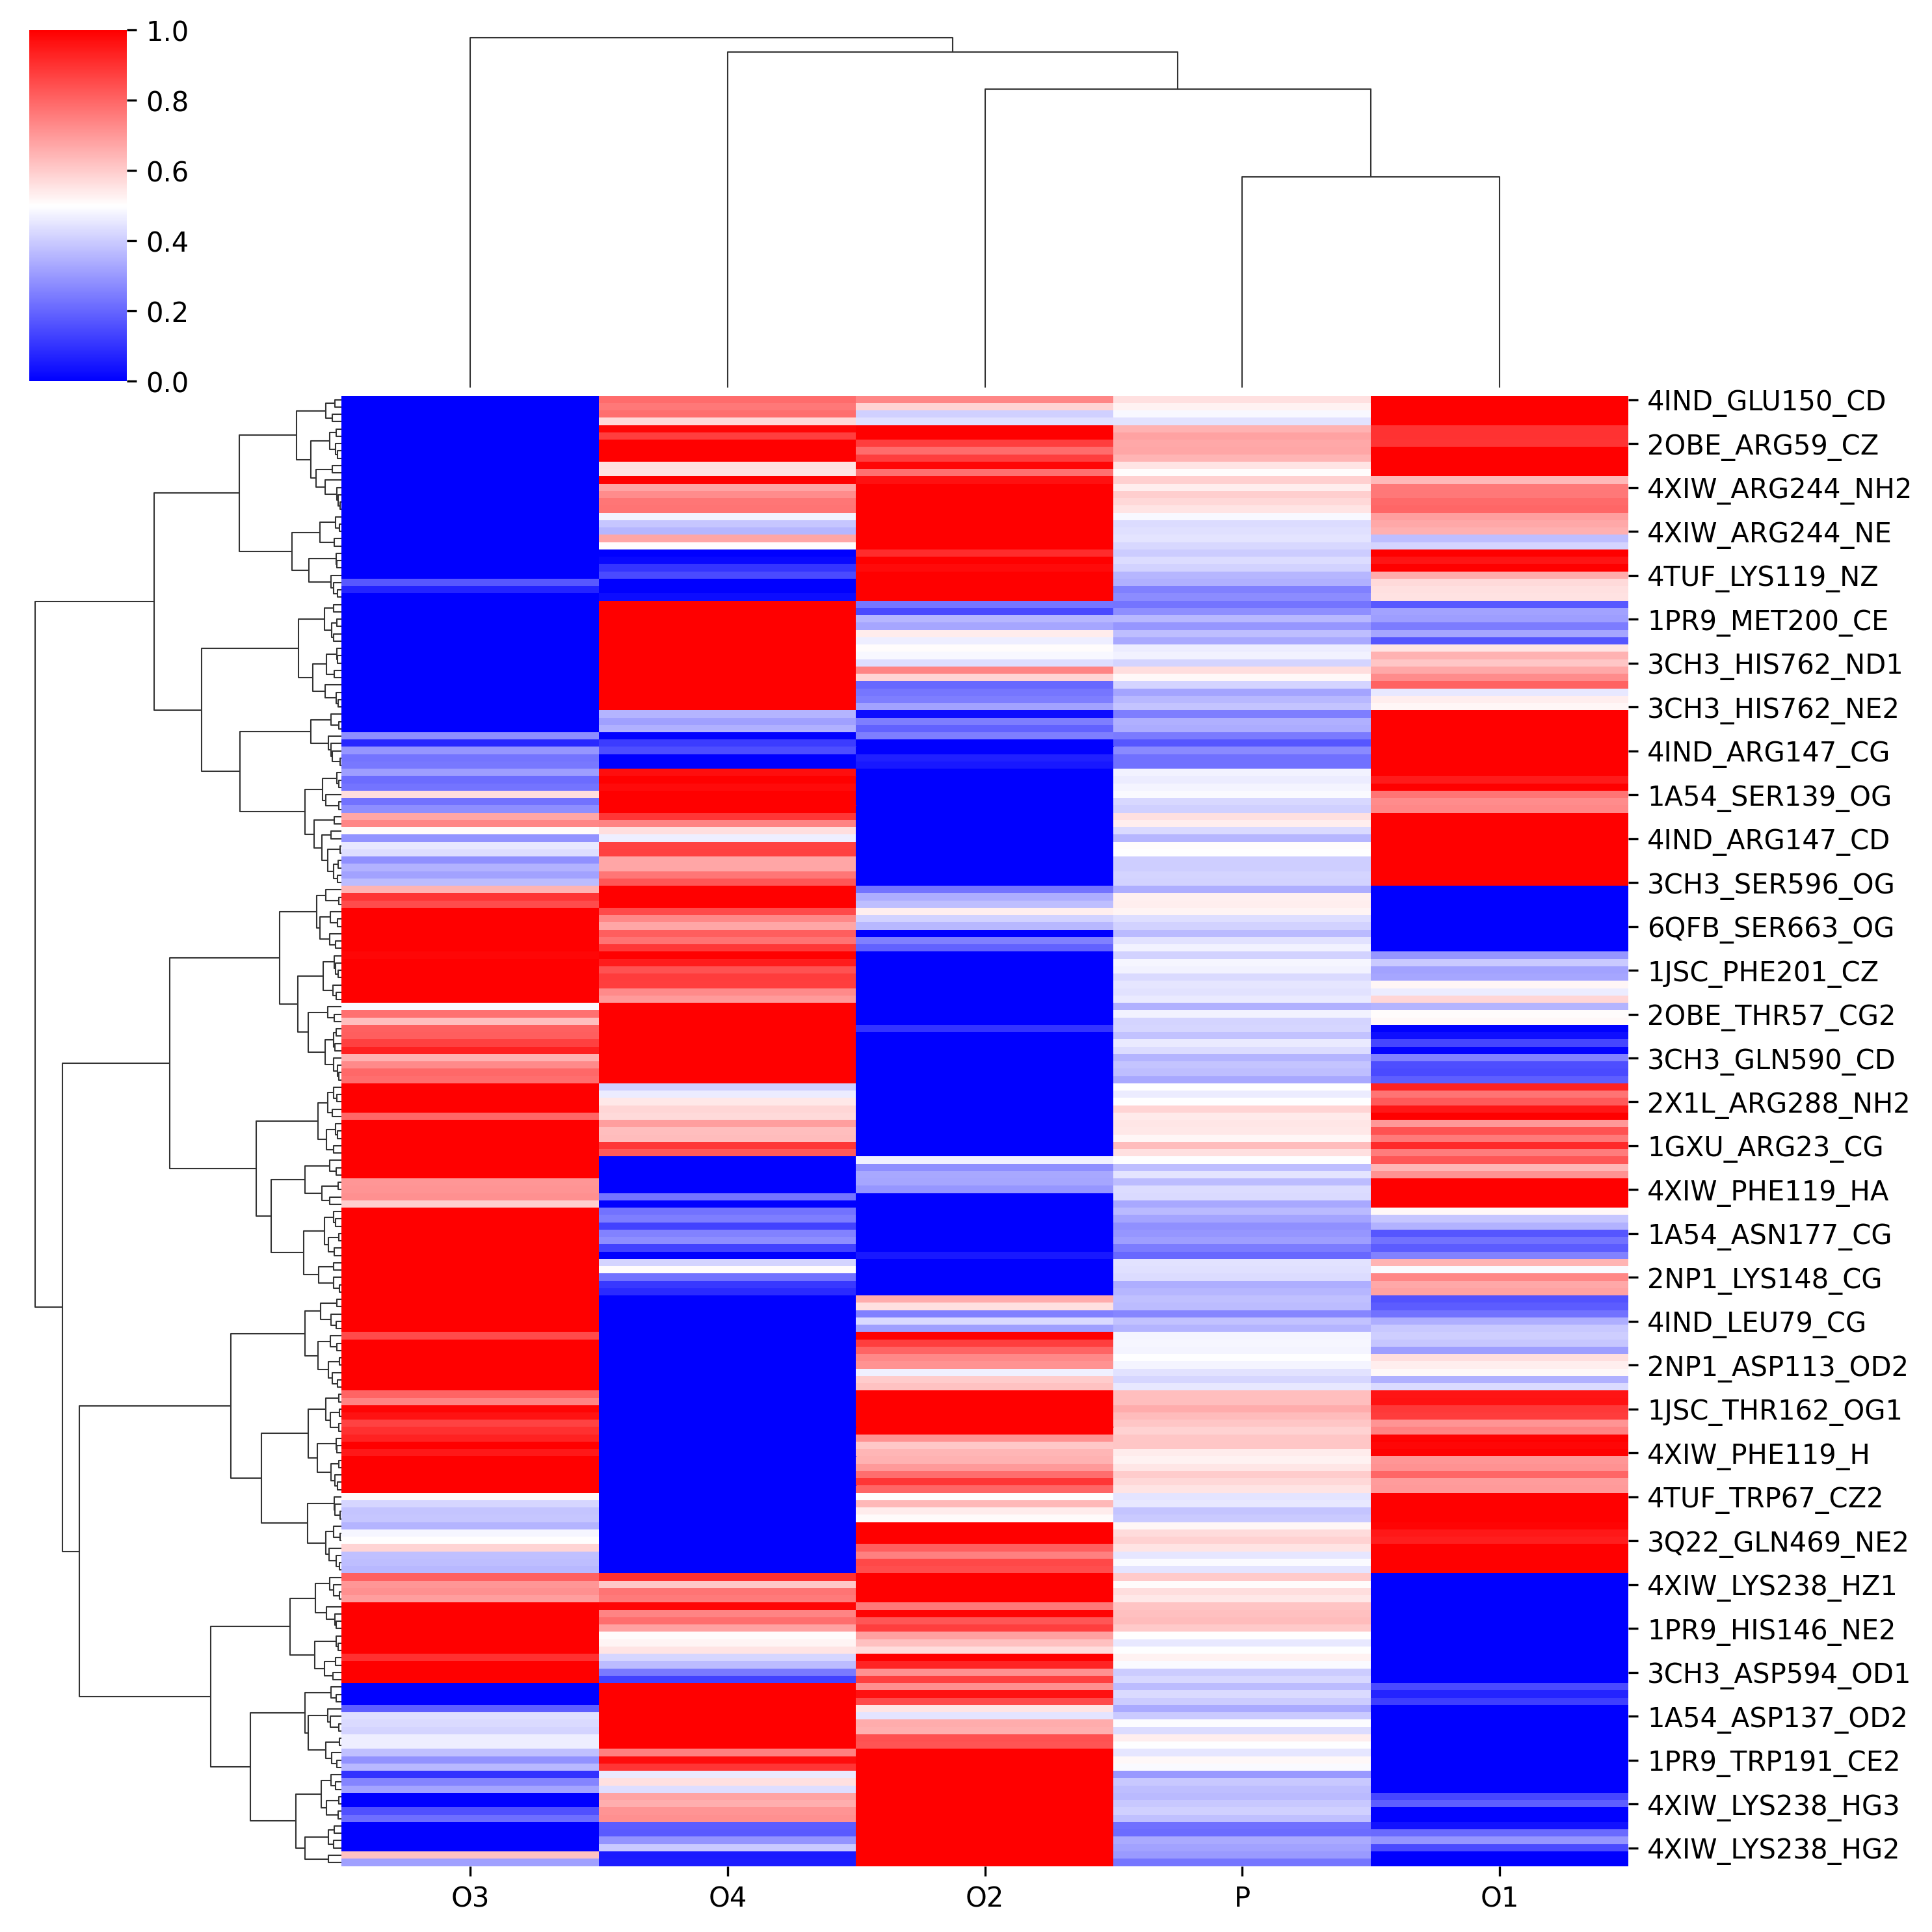 1.0
0.8
0.6
0.4
0.2
0.0
4IND_GLU150_CD
2OBE_ARG59_CZ
4XIW_ARG244_NH2
4XIW_ARG244_NE
4TUF_LYS119_NZ
1PR9_MET200_CE
3CH3_HIS762_ND1
3CH3_HIS762_NE2
4IND_ARG147_CG
1A54_SER139_OG
4IND_ARG147_CD
3CH3_SER596_OG
6QFB_SER663_OG
1JSC_PHE201_CZ
2OBE_THR57_CG2
3CH3_GLN590_CD
2X1L_ARG288_NH2
1GXU_ARG23_CG
4XIW_PHE119_HA
1A54_ASN177_CG
2NP1_LYS148_CG
4IND_LEU79_CG
2NP1_ASP113_OD2
1JSC_THR162_OG1
4XIW_PHE119_H
4TUF_TRP67_CZ2
3Q22_GLN469_NE2
4XIW_LYS238_HZ1
1PR9_HIS146_NE2
3CH3_ASP594_OD1
1A54_ASP137_OD2
1PR9_TRP191_CE2
4XIW_LYS238_HG3
4XIW_LYS238_HG2
O3 O4 O2 P O1